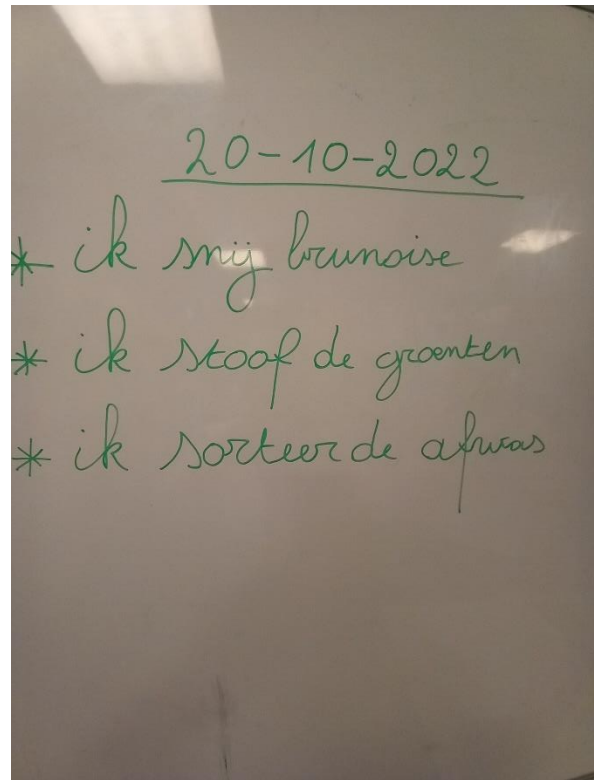 20-10-2022
* ik snij brunoise
* ik stoof de groenten
* ik sorteer de afwas